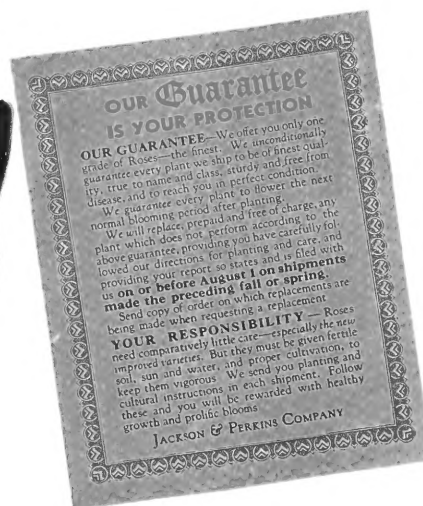 OUR Guarantee
IS YOUR PROTECTION
OUR GUARANTEE—We offer you only one
grade of Roses—the finest. We unconditionally
guarantee every plant we ship to be of finest qual-
ity, true to name and class, sturdy and free from
disease, and to reach you in perfect condition.
We guarantee every plant to flower the next
normal blooming period after planting.
We will replace, prepaid and free of charge, any
plant which does not perform according to the
above guarantee, providing you have carefully fol-
lowed our directions for planting and care, and
providing your report so states and is filed with
us on or before August 1 on shipments
made the preceding fall or spring.
Send copy of order on which replacements are
being made when requesting a replacement
YOUR RESPONSIBILITY—Roses
need comparatively little care—especially the new
improved varieties. But they must be given fertile
soil, sun and water, and proper cultivation, to
keep them vigorous. We send you planting and
cultural instructions in each shipment. Follow
these and you will be rewarded with healthy
growth and prolific blooms
JACKSON & PERKINS COMPANY